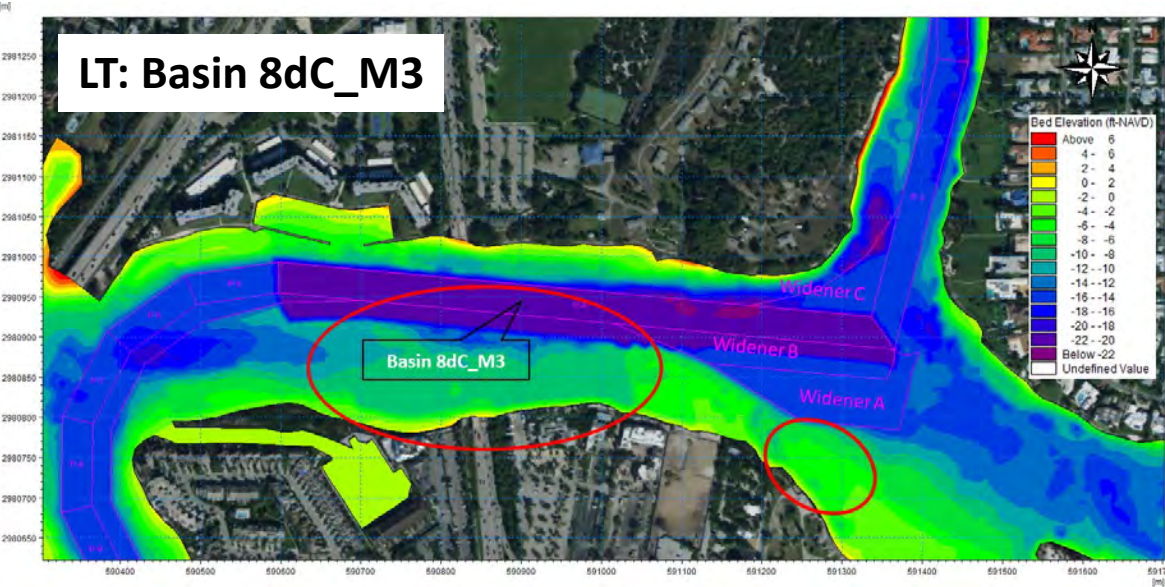 [m]
LT: Basin 8dC_M3
2981250
2981200
2981150
2981100
2981050
2981000
2980950
2980900
2980850
2980800
2980750
2980700
2980650
Bed Elevation (ft-NAVD)
Above 6
4 - 6
2 - 4
0 - 2
-2 - 0
-4 - -2
-6 - -4
-8 - -6
-10 - -8
-12 - -10
-14 - -12
-16 - -14
-18 - -16
-20 - -18
-22 - -20
Below -22
Undefined Value
Widener C
Widener B
Widener A
Basin 8dC_M3
590400
590500
590600
590700
590800
590900
591000
591100
591200
591300
591400
591500
591600